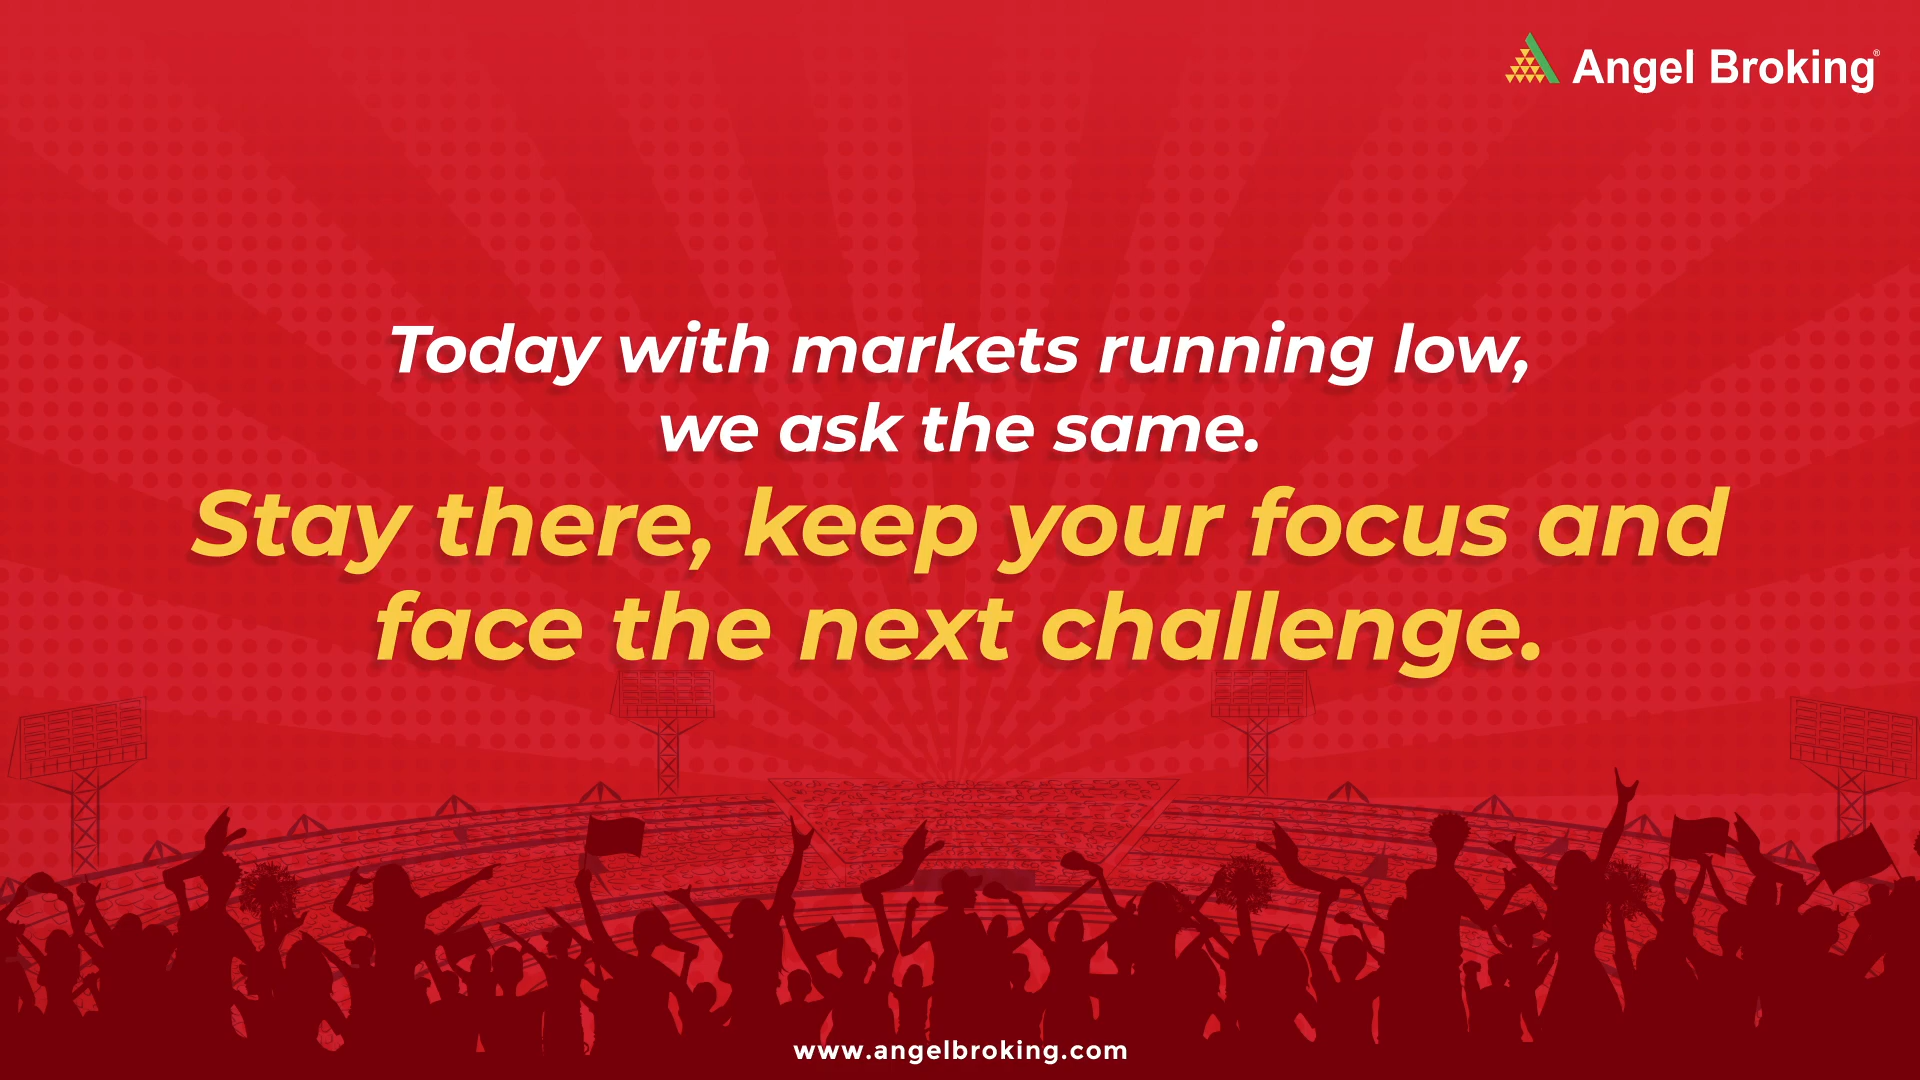 Angel Broking®
Today with markets running low,
we ask the same.
Stay there, keep your focus and
face the next challenge.
www.angelbroking.com